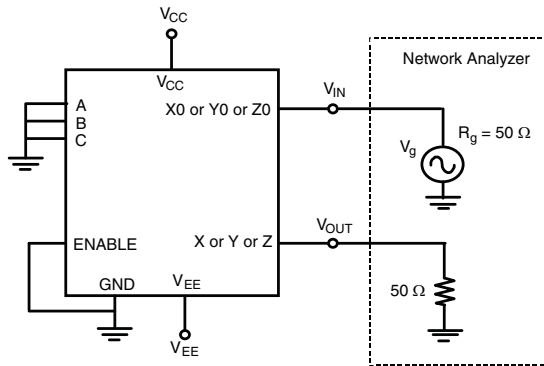 VCC
Network Analyzer
VCC
VIN
A
X0 or Y0 or Z0
B
C
Vg
Rg = 50 Ω
VOUT
ENABLE
X or Y or Z
GND
VEE
50 Ω
VEE